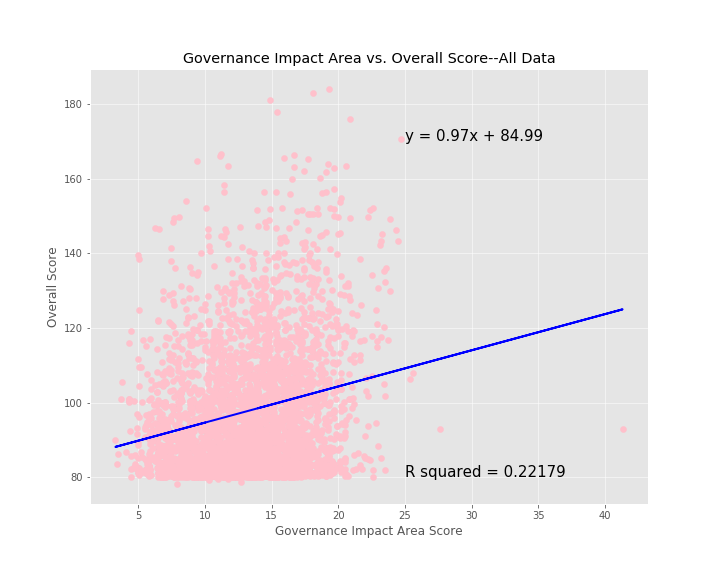 Governance Impact Area vs. Overall Score--All Data
180
160
140
120
100
80
Overall Score
y = 0.97x + 84.99
R squared = 0.22179
5 10 15 20 25 30 35 40
Governance Impact Area Score